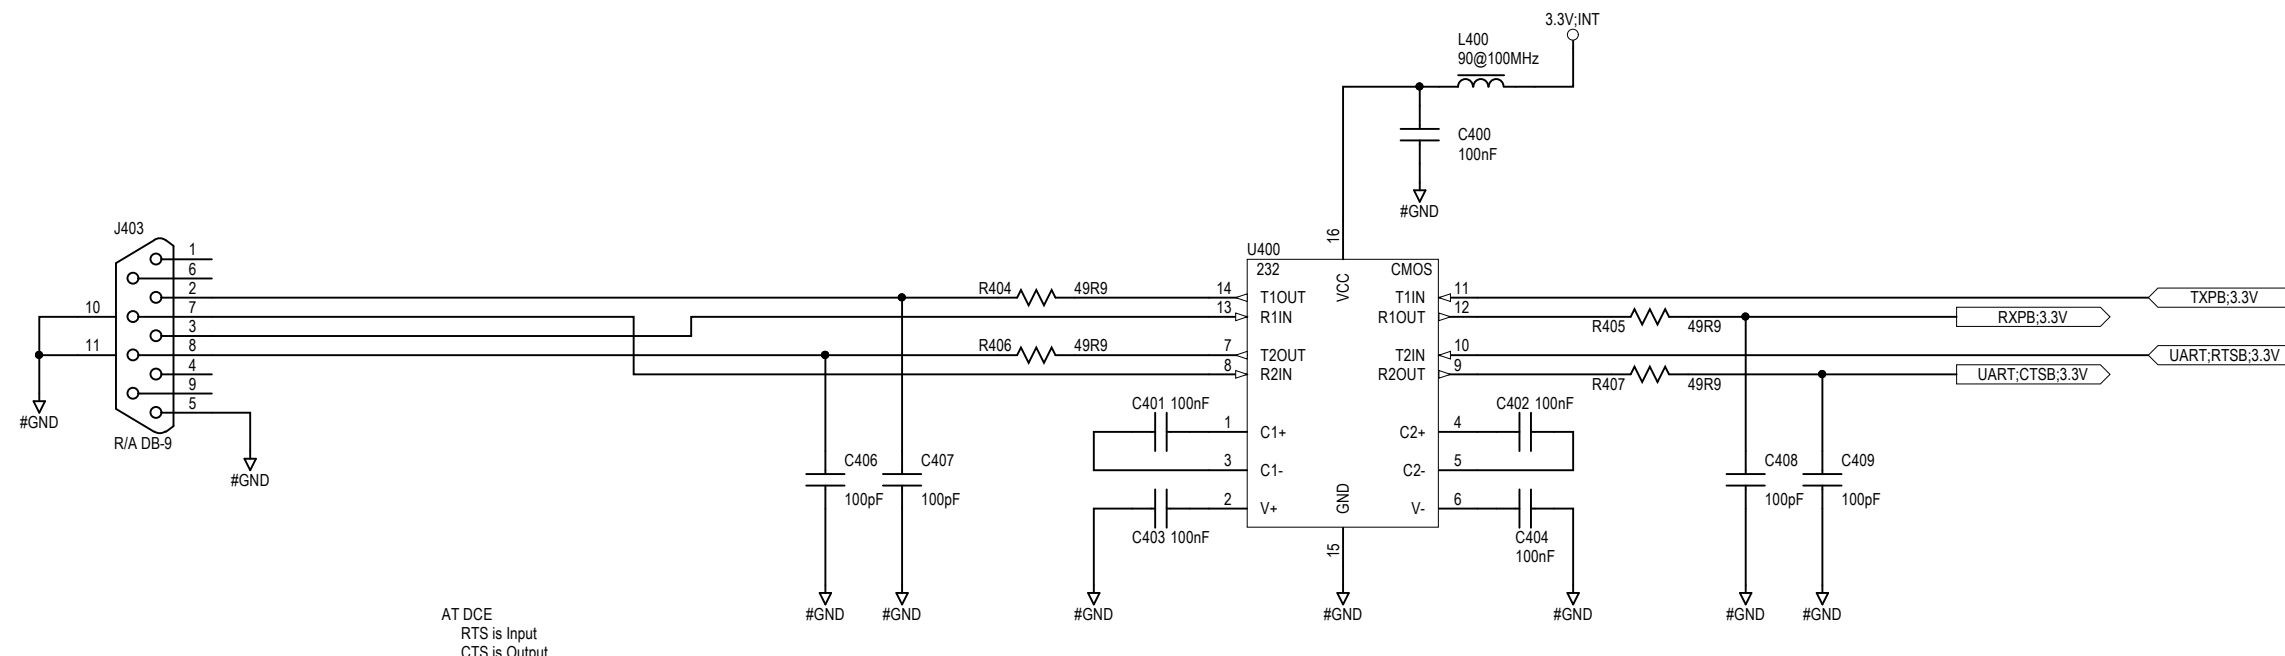 3.3V;INT
L400
90@100MHz
C400
100nF
#GND
J403
1
6
2
7
3
8
4
9
5
10
11
#GND
R/A DB-9
#GND
R404 49R9
R406 49R9
U400
232 CMOS
16
VCC
14 T1OUT T1IN 11
13 R1IN R1OUT 12
7 T2OUT T2IN 10
8 R2IN R2OUT 9
1 C1+ C2+ 4
3 C1- C2- 5
2 V+ V- 6
GND
15
TXPB;3.3V
R405 49R9
RXPB;3.3V
UART;RTSB;3.3V
R407 49R9
UART;CTSB;3.3V
C401 100nF
C402 100nF
C403 100nF
C404
100nF
C406
100pF
C407
100pF
C408
100pF
C409
100pF
#GND
#GND
#GND
#GND
#GND
#GND
#GND
AT DCE
RTS is Input
CTS is Output